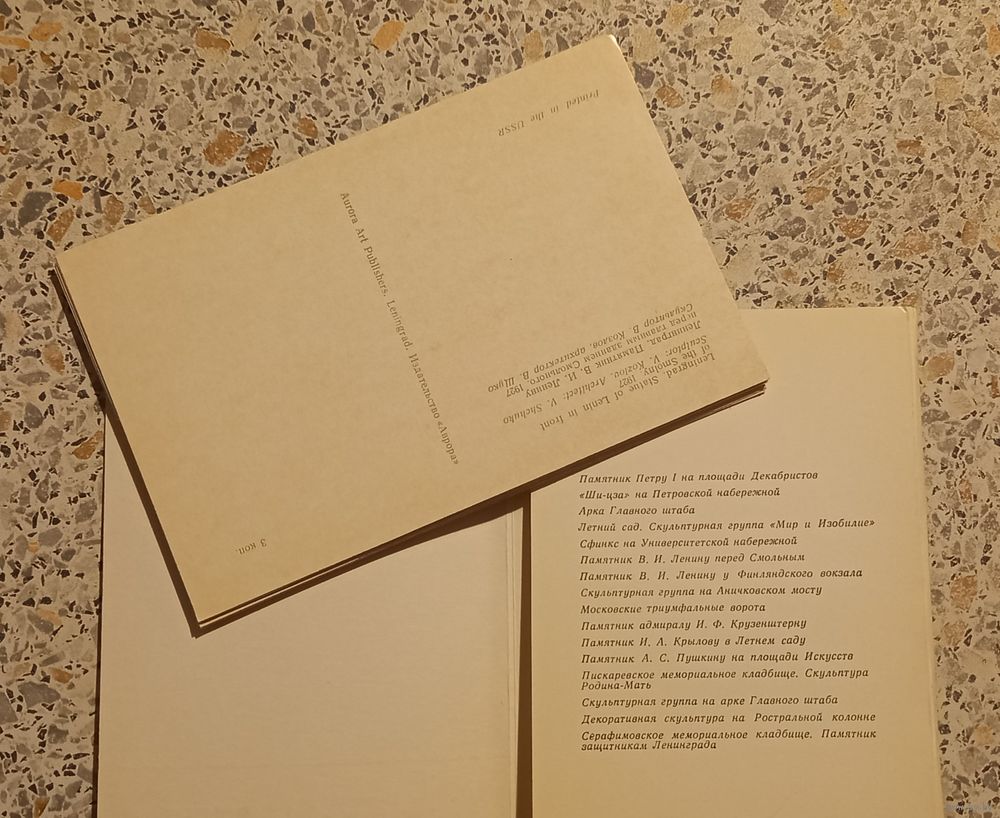 Printed in the USSR
Aurora Art Publishers. Leningrad. Издательство «Аврора»
Leningrad Statue of Lenin in front
of the Smolny. 1927
Sculptor: V. Kozlov. Architect: V. Shchuko
Ленинград. Памятник В. И. Ленину
перед главным зданием Смольного 1927
Скульптор В. Козлов, архитектор В. Щуко
3 коп.
Памятник Петру I на площади Декабристов
«Ши-цза» на Петровской набережной
Арка Главного штаба
Летний сад. Скульптурная группа «Мир и Изобилие»
Сфинкс на Университетской набережной
Памятник В. И. Ленину перед Смольным
Памятник В. И. Ленину у Финляндского вокзала
Скульптурная группа на Аничковском мосту
Московские триумфальные ворота
Памятник адмиралу И. Ф. Крузенштерну
Памятник И. А. Крылову в Летнем саду
Памятник А. С. Пушкину на площади Искусств
Пискаревское мемориальное кладбище. Скульптура
Родина-Мать
Скульптурная группа на арке Главного штаба
Декоративная скульптура на Ростральной колонне
Серафимовское мемориальное кладбище. Памятник
защитникам Ленинграда